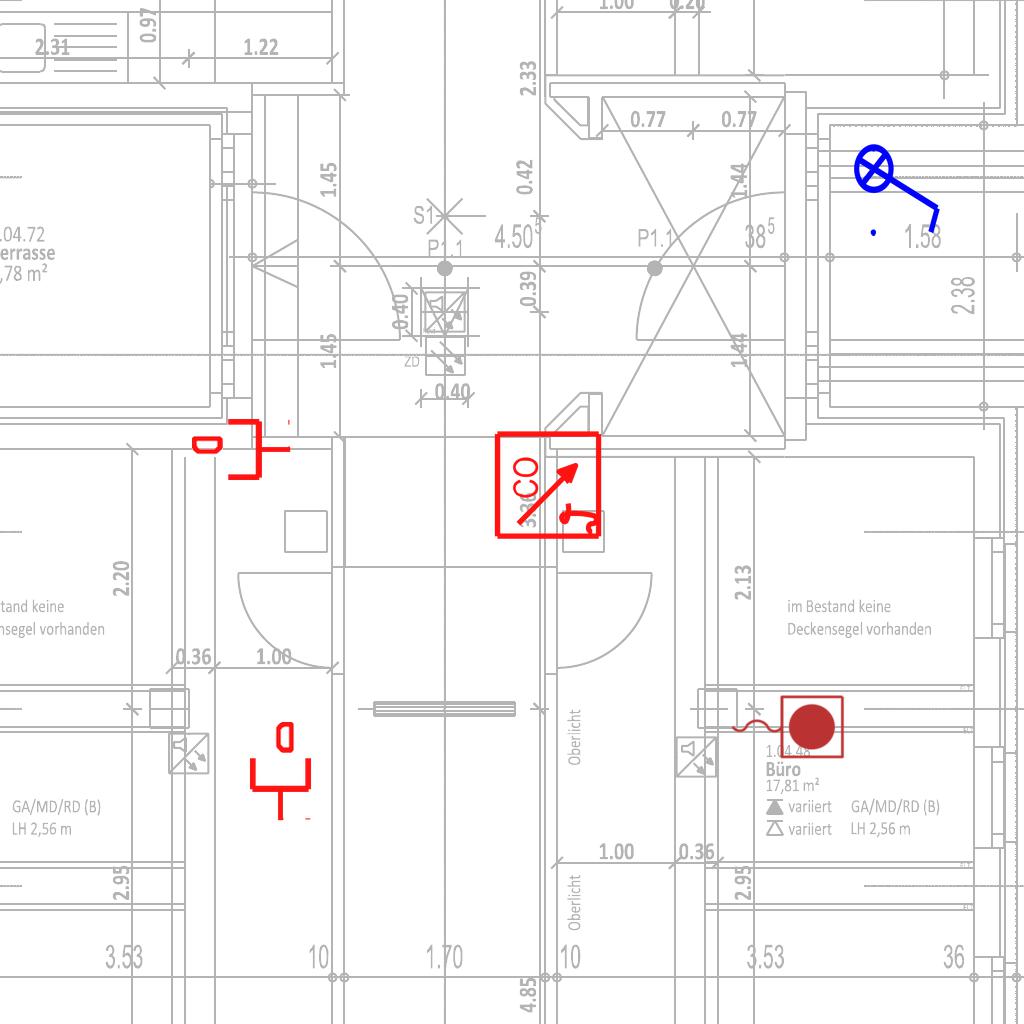 1.00
0.20
0.97
2.31
1.22
2.33
0.77
0.77
1.45
0.42
1.44
S1
4.50⁵
P1.1
P1.1
38⁵
1.58
.04.72
errasse
,78 m²
0.40
0.39
2.38
1.45
1.44
ZD
0.40
D
CO
2.20
2.13
tand keine
nsegel vorhanden
im Bestand keine
Deckensegel vorhanden
0.36
1.00
D
Oberlicht
1.04.48
Büro
17,81 m²
variiert
variiert
GA/MD/RD (B)
LH 2,56 m
GA/MD/RD (B)
LH 2,56 m
1.00
0.36
2.95
2.95
Oberlicht
3.53
10
1.70
10
3.53
36
4.85